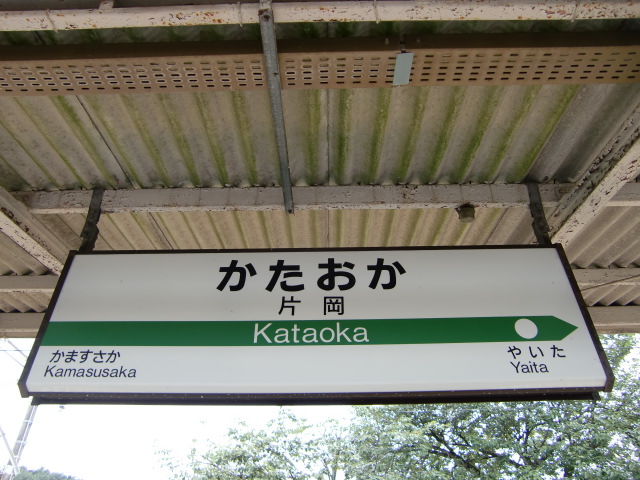 かたおか
片岡
Kataoka
かますさか
Kamasusaka
やいた
Yaita